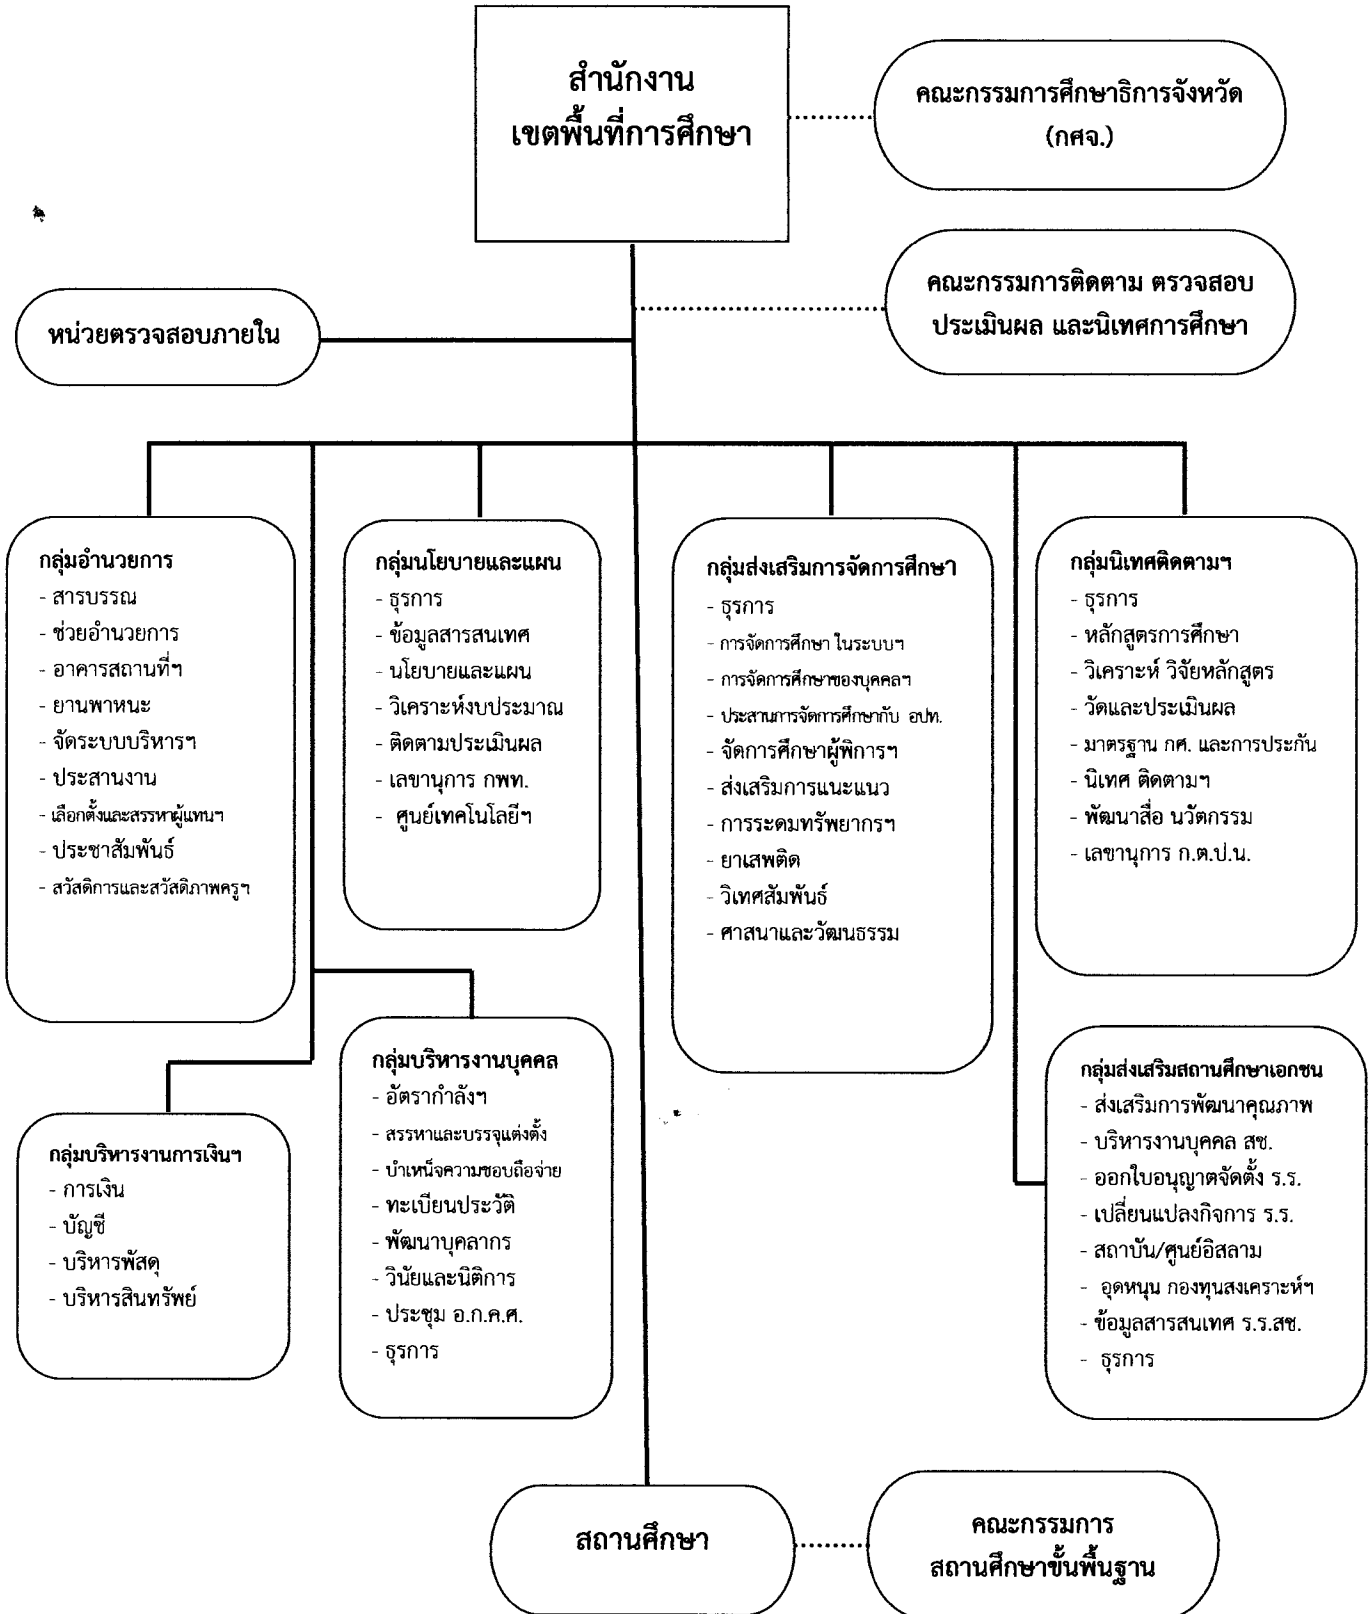 สำนักงาน
เขตพื้นที่การศึกษา
คณะกรรมการศึกษาธิการจังหวัด
(กศจ.)
คณะกรรมการติดตาม ตรวจสอบ
ประเมินผล และนิเทศการศึกษา
หน่วยตรวจสอบภายใน
กลุ่มอำนวยการ
- สารบรรณ
- ช่วยอำนวยการ
- อาคารสถานที่ฯ
- ยานพาหนะ
- จัดระบบบริหารฯ
- ประสานงาน
- เลือกตั้งและสรรหาผู้แทนฯ
- ประชาสัมพันธ์
- สวัสดิการและสวัสดิภาพครูฯ
กลุ่มนโยบายและแผน
- ธุรการ
- ข้อมูลสารสนเทศ
- นโยบายและแผน
- วิเคราะห์งบประมาณ
- ติดตามประเมินผล
- เลขานุการ กพท.
- ศูนย์เทคโนโลยีฯ
กลุ่มส่งเสริมการจัดการศึกษา
- ธุรการ
- การจัดการศึกษา ในระบบฯ
- การจัดการศึกษาของบุคคลฯ
- ประสานการจัดการศึกษากับ อปท.
- จัดการศึกษาผู้พิการฯ
- ส่งเสริมการแนะแนว
- การระดมทรัพยากรฯ
- ยาเสพติด
- วิเทศสัมพันธ์
- ศาสนาและวัฒนธรรม
กลุ่มนิเทศติดตามฯ
- ธุรการ
- หลักสูตรการศึกษา
- วิเคราะห์ วิจัยหลักสูตร
- วัดและประเมินผล
- มาตรฐาน กศ. และการประกัน
- นิเทศ ติดตามฯ
- พัฒนาสื่อ นวัตกรรม
- เลขานุการ ก.ต.ป.น.
กลุ่มบริหารงานการเงินฯ
- การเงิน
- บัญชี
- บริหารพัสดุ
- บริหารสินทรัพย์
กลุ่มบริหารงานบุคคล
- อัตรากำลังฯ
- สรรหาและบรรจุแต่งตั้ง
- บำเหน็จความชอบถือจ่าย
- ทะเบียนประวัติ
- พัฒนาบุคลากร
- วินัยและนิติการ
- ประชุม อ.ก.ค.ศ.
- ธุรการ
กลุ่มส่งเสริมสถานศึกษาเอกชน
- ส่งเสริมการพัฒนาคุณภาพ
- บริหารงานบุคคล สช.
- ออกใบอนุญาตจัดตั้ง ร.ร.
- เปลี่ยนแปลงกิจการ ร.ร.
- สถาบัน/ศูนย์อิสลาม
- อุดหนุน กองทุนสงเคราะห์ฯ
- ข้อมูลสารสนเทศ ร.ร.สช.
- ธุรการ
สถานศึกษา
คณะกรรมการ
สถานศึกษาขั้นพื้นฐาน